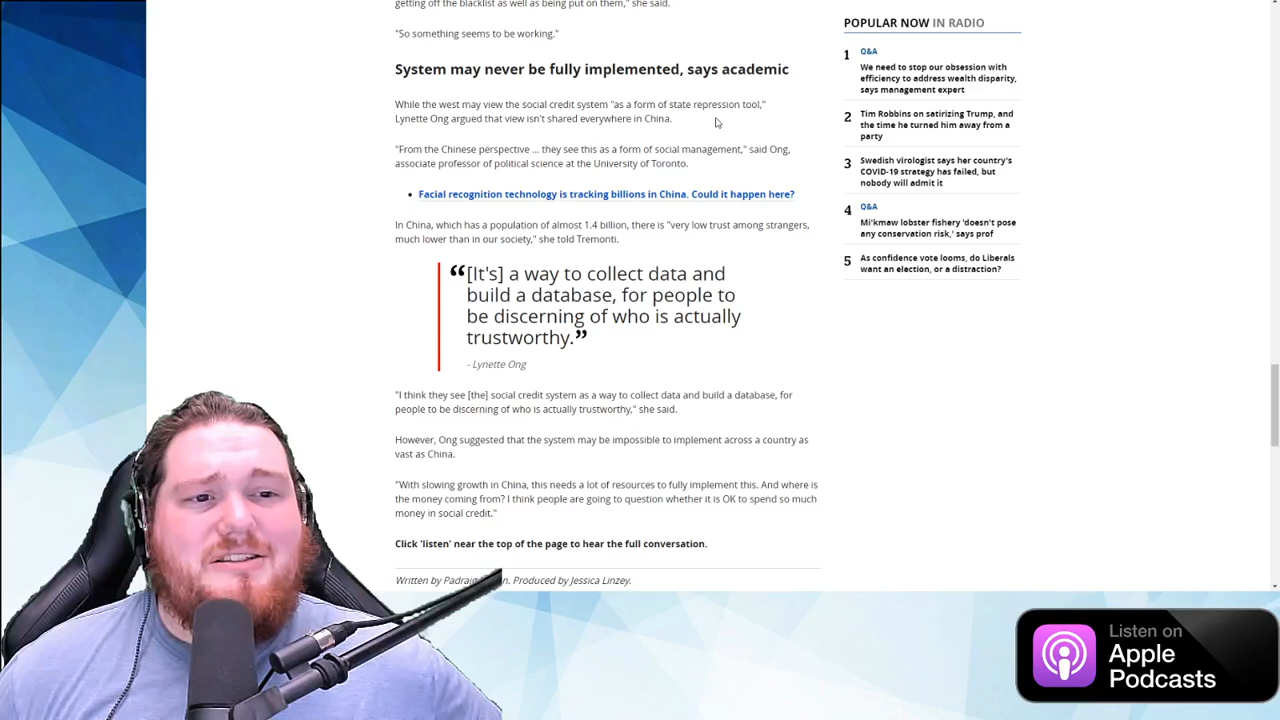 getting off the blacklist as well as being put on them," she said.
"So something seems to be working."
System may never be fully implemented, says academic
While the west may view the social credit system "as a form of state repression tool,"
Lynette Ong argued that view isn't shared everywhere in China.
"From the Chinese perspective ... they see this as a form of social management," said Ong,
associate professor of political science at the University of Toronto.
Facial recognition technology is tracking billions in China. Could it happen here?
In China, which has a population of almost 1.4 billion, there is "very low trust among strangers,
much lower than in our society," she told Tremonti.
“[It's] a way to collect data and
build a database, for people to
be discerning of who is actually
trustworthy.”
- Lynette Ong
"I think they see [the] social credit system as a way to collect data and build a database, for
people to be discerning of who is actually trustworthy," she said.
However, Ong suggested that the system may be impossible to implement across a country as
vast as China.
"With slowing growth in China, this needs a lot of resources to fully implement this. And where is
the money coming from? I think people are going to question whether it is OK to spend so much
money in social credit."
Click 'listen' near the top of the page to hear the full conversation.
Written by Padraig Produced by Jessica Linzey.
POPULAR NOW IN RADIO
1 Q&A
We need to stop our obsession with
efficiency to address wealth disparity,
says management expert
2 Tim Robbins on satirizing Trump, and
the time he turned him away from a
party
3 Swedish virologist says her country's
COVID-19 strategy has failed, but
nobody will admit it
4 Q&A
Mi'kmaw lobster fishery 'doesn't pose
any conservation risk,' says prof
5 As confidence vote looms, do Liberals
want an election, or a distraction?
Listen on
Apple
Podcasts